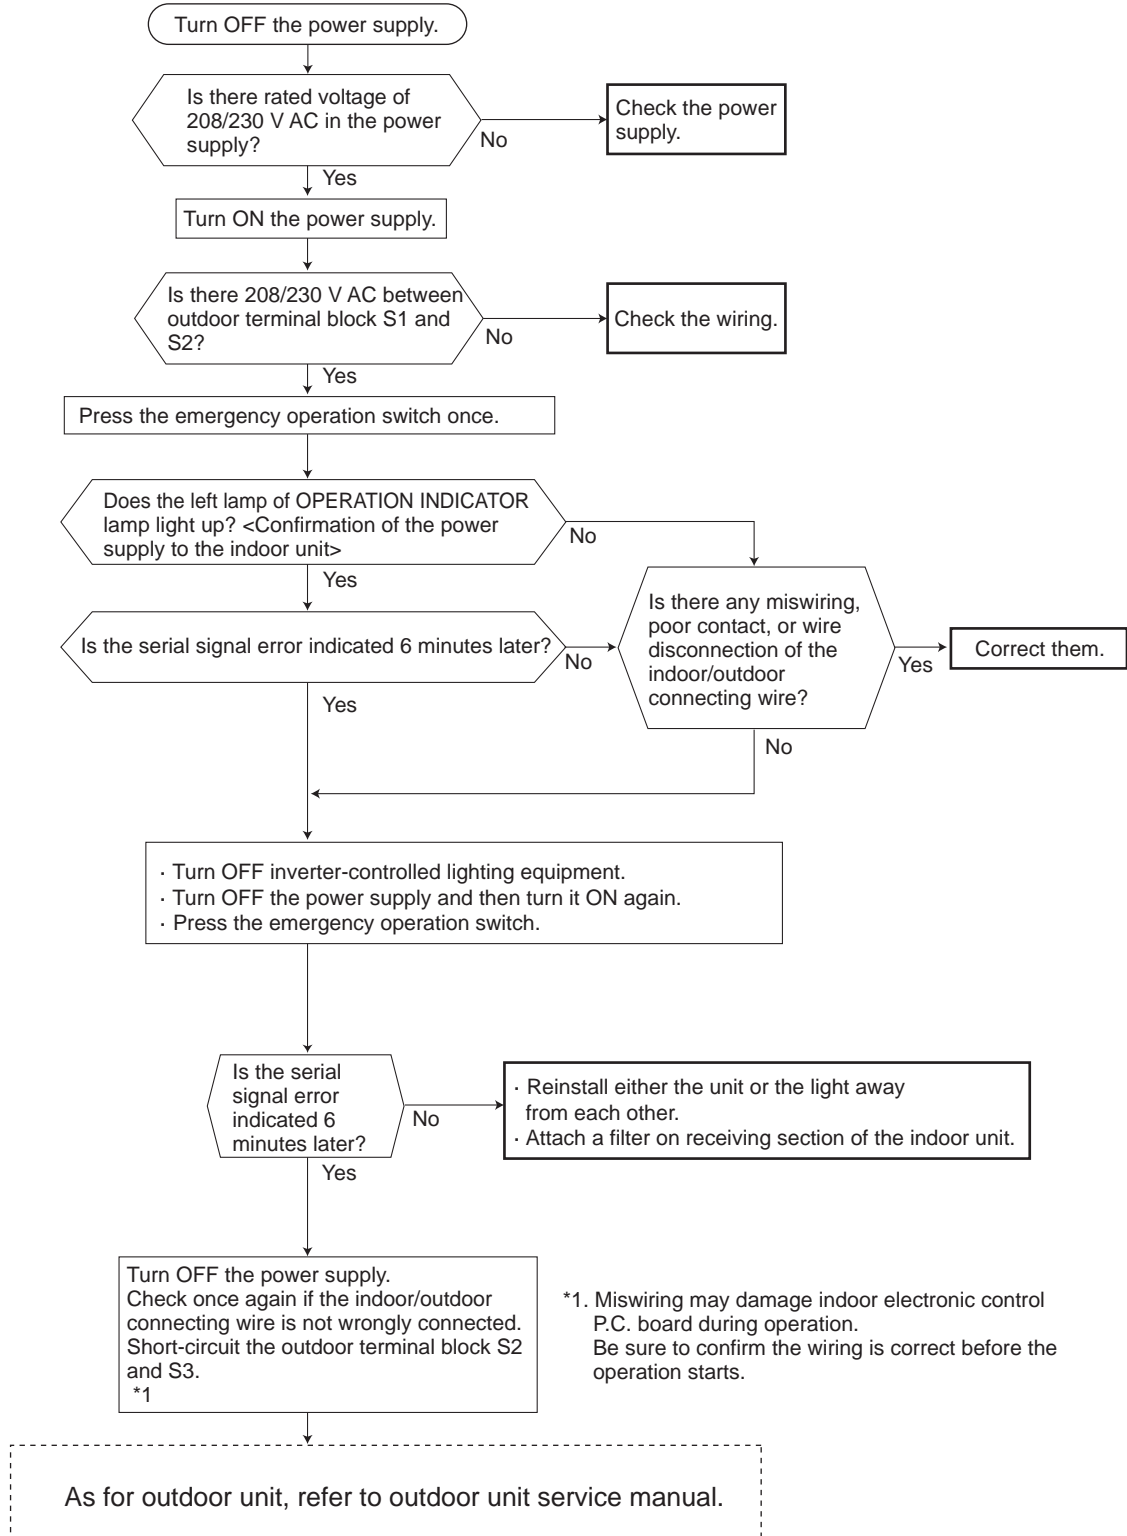 Turn OFF the power supply.
Is there rated voltage of
208/230 V AC in the power
supply?
No
Check the power
supply.
Yes
Turn ON the power supply.
Is there 208/230 V AC between
outdoor terminal block S1 and
S2?
No
Check the wiring.
Yes
Press the emergency operation switch once.
Does the left lamp of OPERATION INDICATOR
lamp light up? <Confirmation of the power
supply to the indoor unit>
No
Yes
Is the serial signal error indicated 6 minutes later?
No
Is there any miswiring,
poor contact, or wire
disconnection of the
indoor/outdoor
connecting wire?
Yes
Correct them.
Yes
No
· Turn OFF inverter-controlled lighting equipment.
· Turn OFF the power supply and then turn it ON again.
· Press the emergency operation switch.
Is the serial
signal error
indicated 6
minutes later?
No
· Reinstall either the unit or the light away
from each other.
· Attach a filter on receiving section of the indoor unit.
Yes
Turn OFF the power supply.
Check once again if the indoor/outdoor
connecting wire is not wrongly connected.
Short-circuit the outdoor terminal block S2
and S3.
*1
*1. Miswiring may damage indoor electronic control
P.C. board during operation.
Be sure to confirm the wiring is correct before the
operation starts.
As for outdoor unit, refer to outdoor unit service manual.